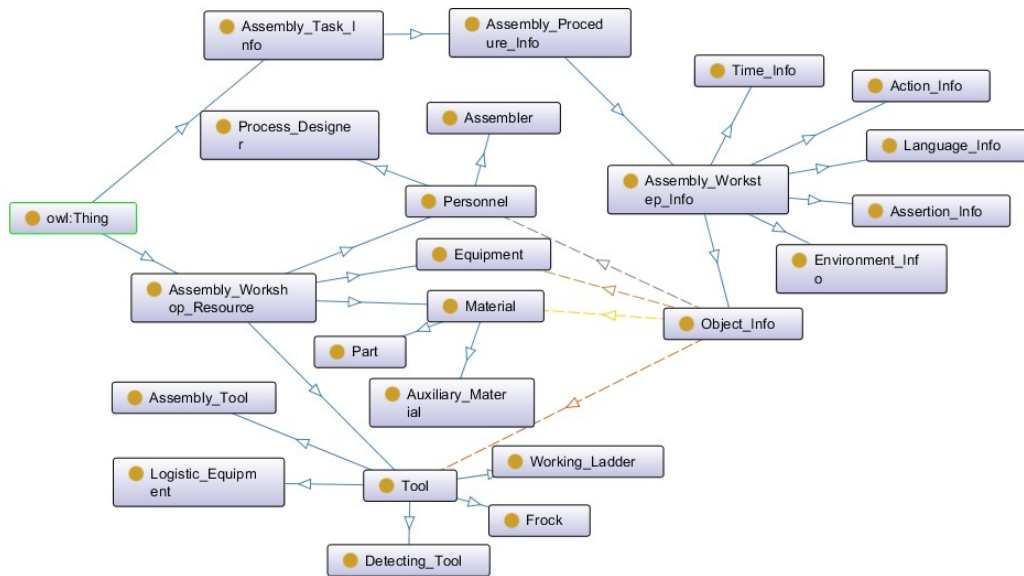 Assembly_Task_I
nfo
Assembly_Proced
ure_Info
Time_Info
Action_Info
Process_Designe
r
Assembler
Language_Info
Assembly_Workst
ep_Info
Personnel
Assertion_Info
owl:Thing
Equipment
Environment_Inf
o
Assembly_Worksh
op_Resource
Material
Object_Info
Part
Auxiliary_Mater
ial
Assembly_Tool
Working_Ladder
Logistic_Equipm
ent
Tool
Frock
Detecting_Tool